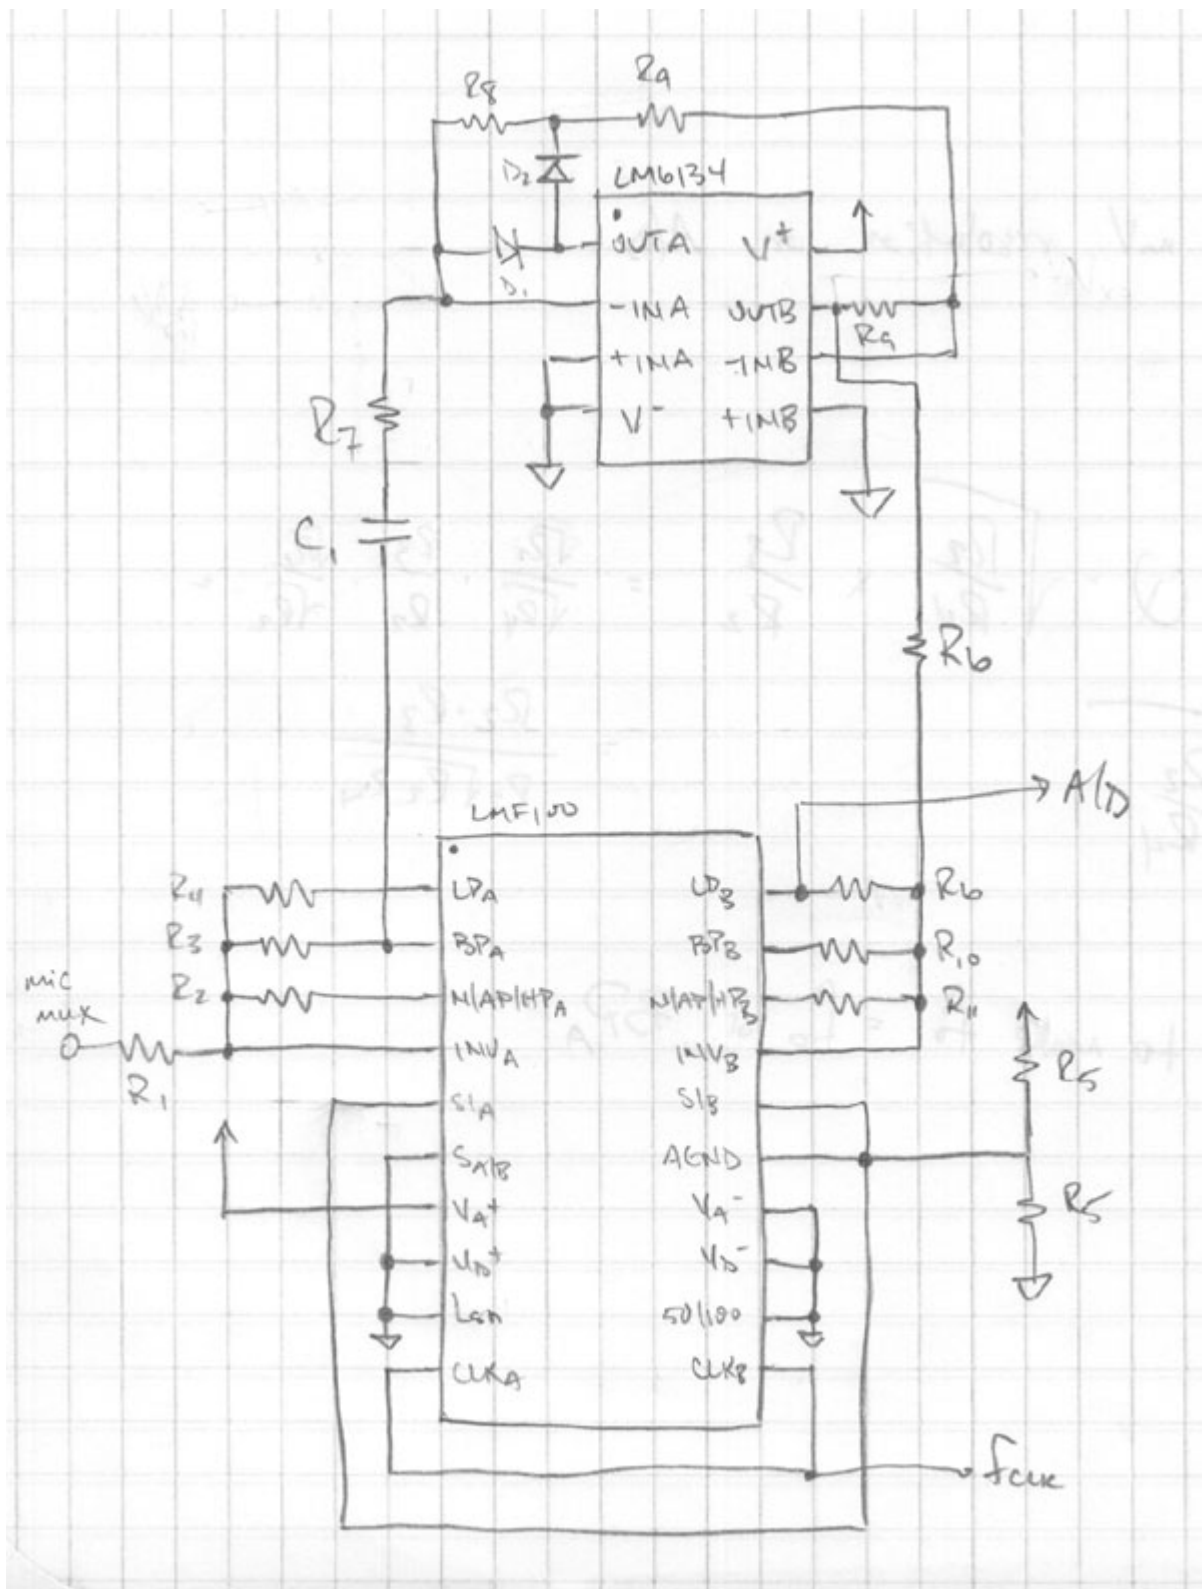 R8
R9
D2
LM6134
OUTA
V+
D1
-INA
OUTB
R9
+INA
-INB
V-
+INB
R7
C1
R6
A/D
LMF100
R4
LPA
LPB
R6
R3
BPA
BPB
R10
mic
mux
R2
N/AP/HPA
N/AP/HPB
R11
R1
INVA
INVB
S1A
S1B
R5
SA/B
AGND
VA+
VA-
R5
VD+
VD-
LSh
50/100
CLKA
CLKB
fCLK